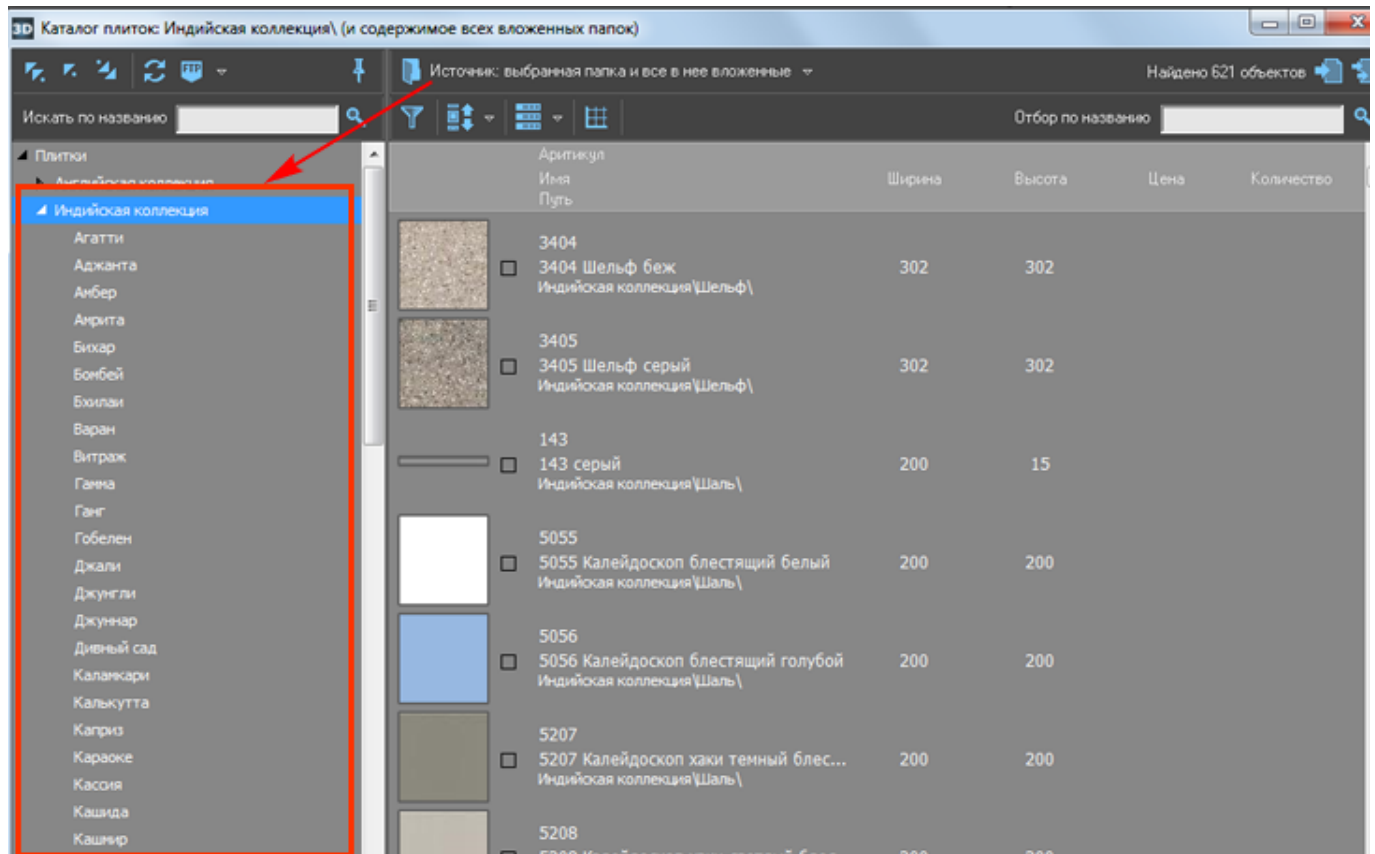 3D Каталог плиток: Индийская коллекция\ (и содержимое всех вложенных папок)
FTP
Источник: выбранная папка и все в нее вложенные
Найдено 621 объектов
Искать по названию
Отбор по названию
Плитки
Английская коллекция
Индийская коллекция
Агатти
Аджанта
Амбер
Амрита
Бихар
Бомбей
Бхилаи
Варан
Витраж
Гамма
Ганг
Гобелен
Джали
Джунгли
Джуннар
Дивный сад
Каламкари
Калькутта
Каприз
Караоке
Кассия
Кашида
Кашмир
Аритикул
Имя
Путь
Ширина
Высота
Цена
Количество
3404
3404 Шельф беж
Индийская коллекция\Шельф\
302
302
3405
3405 Шельф серый
Индийская коллекция\Шельф\
302
302
143
143 серый
Индийская коллекция\Шаль\
200
15
5055
5055 Калейдоскоп блестящий белый
Индийская коллекция\Шаль\
200
200
5056
5056 Калейдоскоп блестящий голубой
Индийская коллекция\Шаль\
200
200
5207
5207 Калейдоскоп хаки темный блес...
Индийская коллекция\Шаль\
200
200
5208